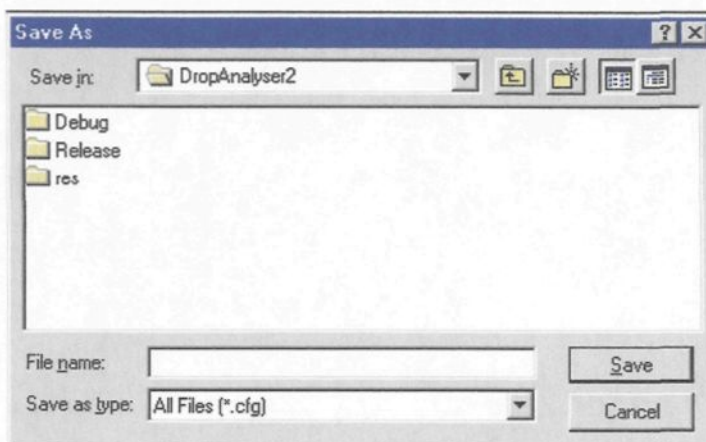 Save As
Save in: DropAnalyser2
Debug
Release
res
File name: Save
Save as type: All Files (*.cfg) Cancel